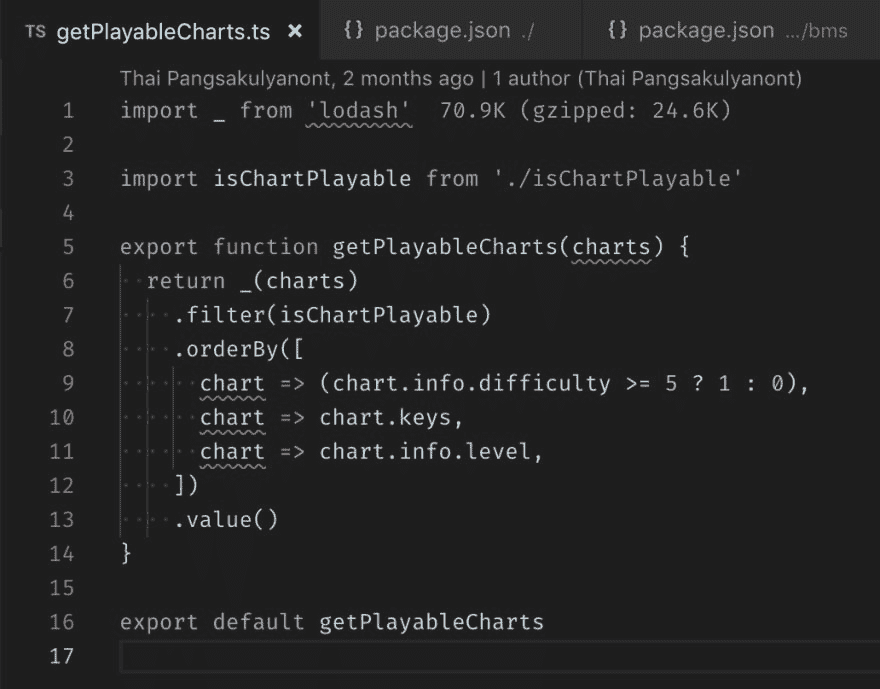 TS getPlayableCharts.ts × {} package.json ./ {} package.json .../bms
Thai Pangsakulyanont, 2 months ago | 1 author (Thai Pangsakulyanont)
1 import _ from 'lodash' 70.9K (gzipped: 24.6K)
2
3 import isChartPlayable from './isChartPlayable'
4
5 export function getPlayableCharts(charts) {
6 return _(charts)
7 .filter(isChartPlayable)
8 .orderBy([
9 chart => (chart.info.difficulty >= 5 ? 1 : 0),
10 chart => chart.keys,
11 chart => chart.info.level,
12 ])
13 .value()
14 }
15
16 export default getPlayableCharts
17